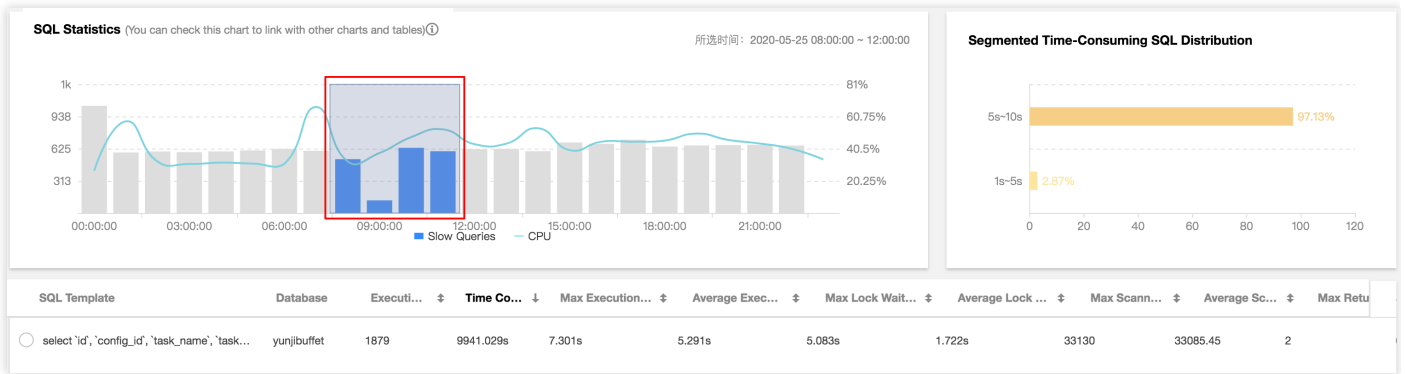 SQL Statistics (You can check this chart to link with other charts and tables)
所选时间：2020-05-25 08:00:00 ~ 12:00:00
1k
938
625
313
81%
60.75%
40.5%
20.25%
00:00:00 03:00:00 06:00:00 09:00:00 12:00:00 15:00:00 18:00:00 21:00:00
Slow Queries CPU
Segmented Time-Consuming SQL Distribution
5s~10s 97.13%
1s~5s 2.87%
0 20 40 60 80 100 120
SQL Template Database Executi... Time Co... Max Execution... Average Exec... Max Lock Wait... Average Lock ... Max Scann... Average Sc... Max Retu
select `id`, `config_id`, `task_name`, `task... yunjibuffet 1879 9941.029s 7.301s 5.291s 5.083s 1.722s 33130 33085.45 2